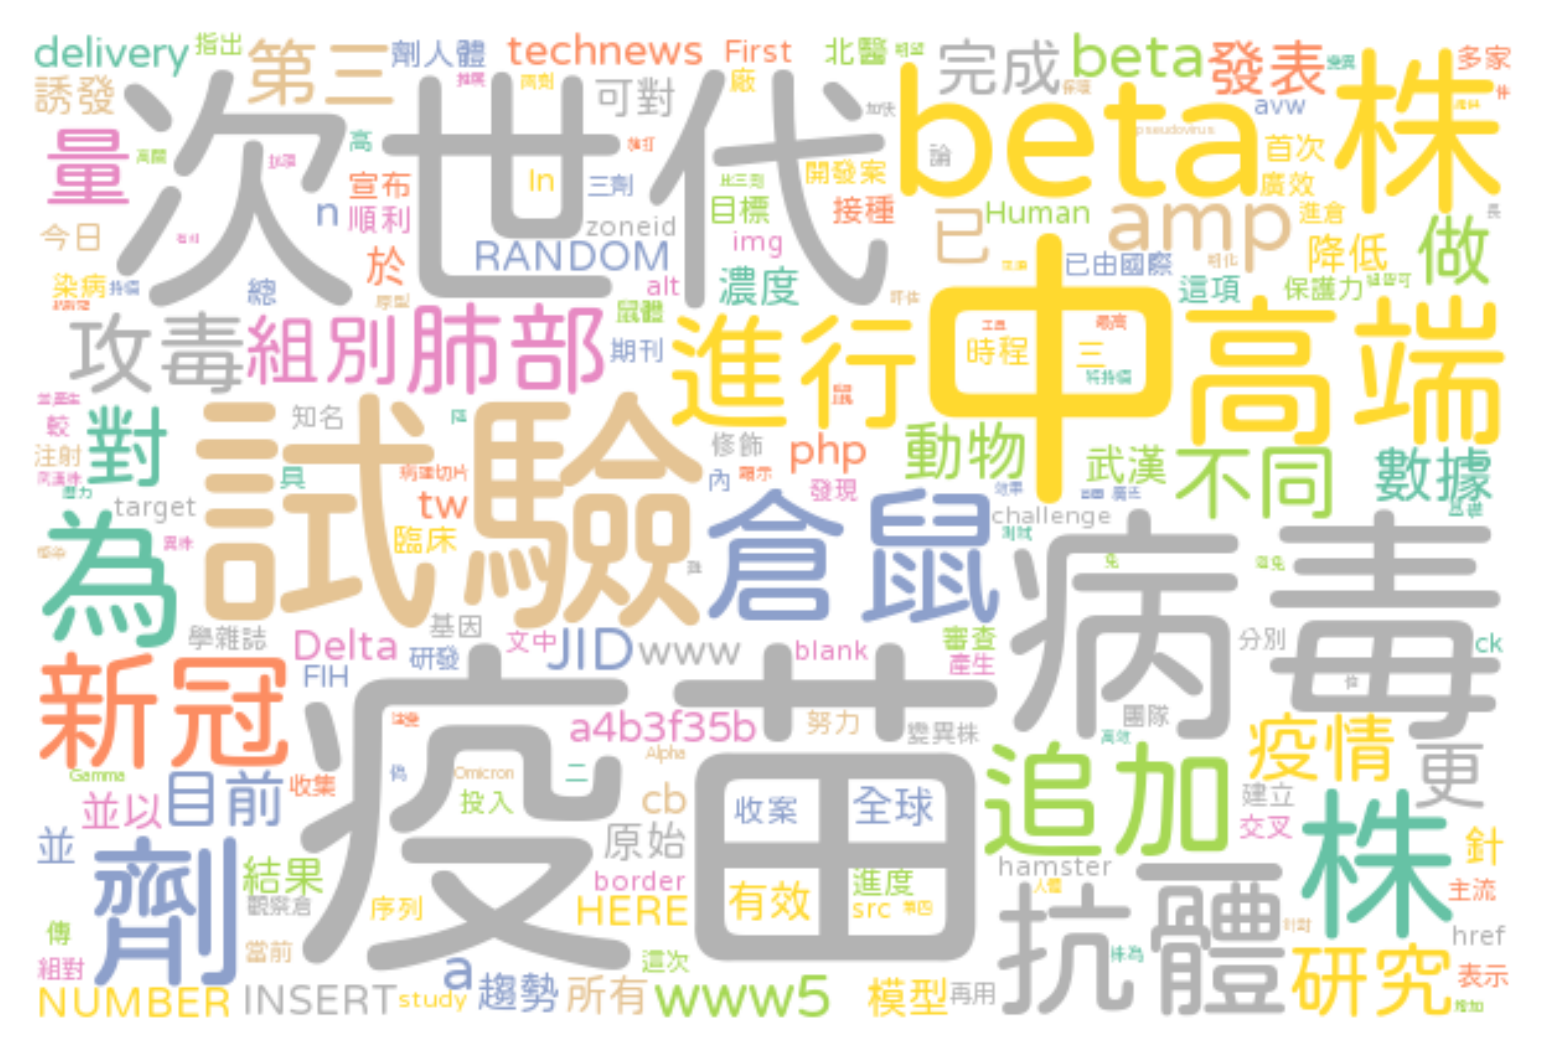 delivery
指出
第三
劑人體
technews
First
北醫
完成
beta
發表
多家
誘發
次世代
可對
廠
beta
株
avw
量
高
宣布
In
三劑
開發案
首次
廣效
論
n
順利
zoneid
目標
接種
已
Human
amp
進倉
今日
於
RANDOM
img
中
已由國際
降低
做
染病
總
alt
濃度
這項
保護力
攻毒
組別
肺部
鼠體
期刊
進行
時程
三
高端
較
對
知名
試驗
修飾
php
動物
武漢
不同
數據
注射
具
tw
內
發現
target
為
臨床
倉鼠
challenge
病毒
學雜誌
Delta
基因
文中
JID
www
blank
審查
產生
分別
ck
研發
FIH
新冠
疫苗
a4b3f35b
努力
變異株
團隊
疫情
更
Alpha
Gamma
Omicron
目前
收集
並以
二
投入
cb
收案
全球
追加
建立
交叉
株
針
並
原始
劑
結果
hamster
抗體
主流
觀察倉
border
有效
進度
序列
HERE
src
傳
當前
href
組對
a
趨勢
這次
研究
表示
NUMBER
INSERT
study
所有
www5
模型
再用